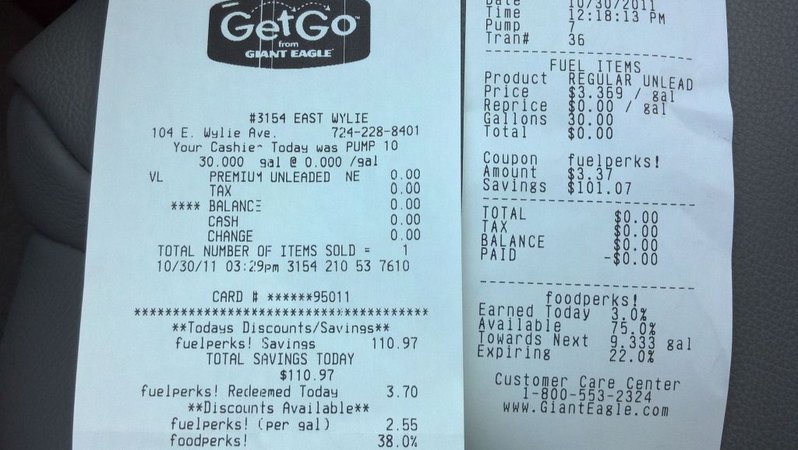 GetGo
from
GIANT EAGLE
#3154 EAST WYLIE
104 E. Wylie Ave. 724-228-8401
Your Cashier Today was PUMP 10
30.000 gal @ 0.000 /gal
VL PREMIUM UNLEADED NE 0.00
TAX 0.00
**** BALANCE 0.00
CASH 0.00
CHANGE 0.00
TOTAL NUMBER OF ITEMS SOLD = 1
10/30/11 03:29pm 3154 210 53 7610
CARD # ******95011
**Todays Discounts/Savings**
fuelperks! Savings 110.97
TOTAL SAVINGS TODAY
$110.97
fuelperks! Redeemed Today 3.70
**Discounts Available**
fuelperks! (per gal) 2.55
foodperks! 38.0%
Date 10/30/2011
Time 12:18:13 PM
Pump 7
Tran# 36
FUEL ITEMS
Product REGULAR UNLEAD
Price $3.369 / gal
Reprice $0.00 / gal
Gallons 30.00
Total $0.00
Coupon fuelperks!
Amount $3.37
Savings $101.07
TOTAL $0.00
TAX $0.00
BALANCE $0.00
PAID -$0.00
foodperks!
Earned Today 3.0%
Available 75.0%
Towards Next 9.333 gal
Expiring 22.0%
Customer Care Center
1-800-553-2324
www.GiantEagle.com